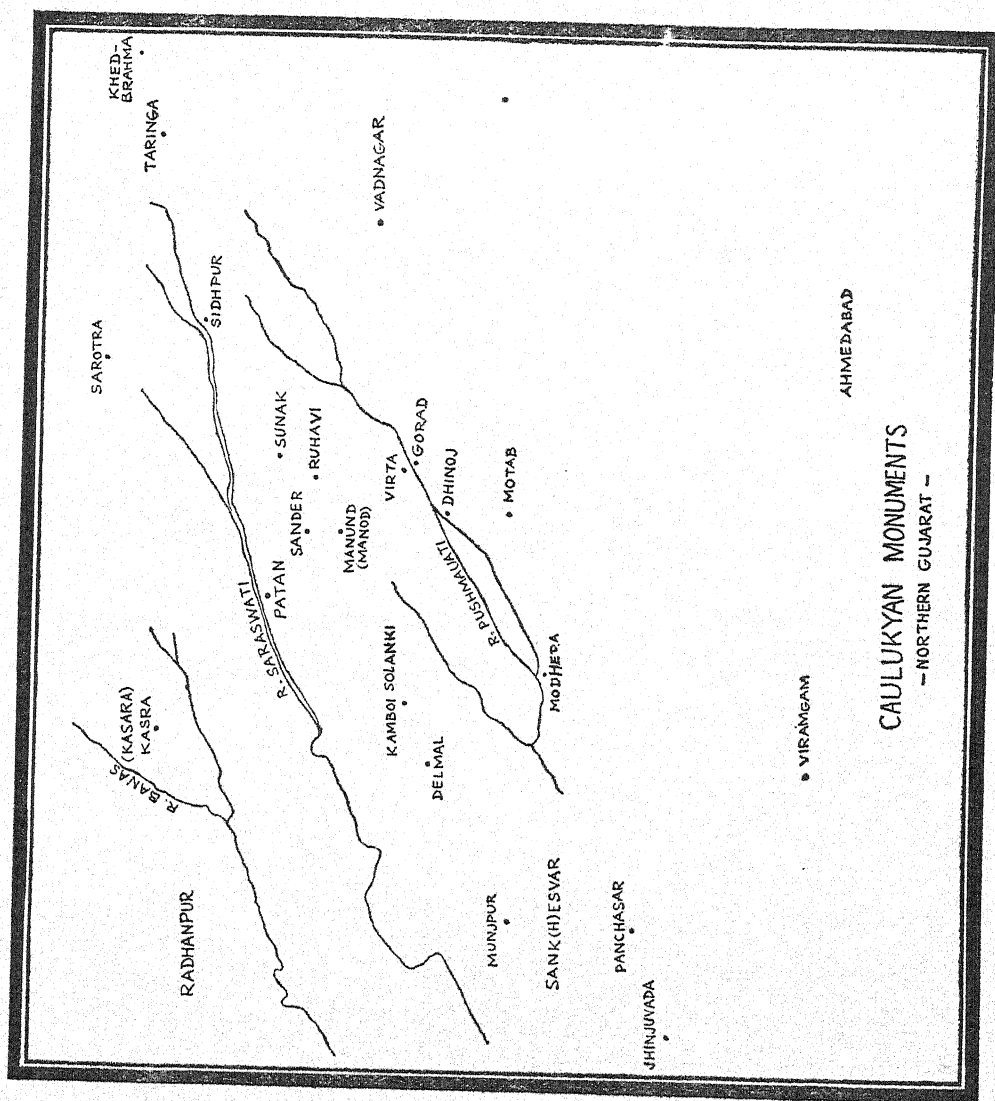 KHED-
BRAHMA
TARINGA
SAROTRA
SIDHPUR
VADNAGAR
SUNAK
RUHAVI
SANDER
MANUND
(MANOD)
PATAN
R. SARASWATI
VIRTA
GORAD
DHINOJ
MOTAB
R. PUSHMAVATI
MODHERA
KAMBOI SOLANKI
DELMAL
(KASARA)
KASRA
R. BANAS
RADHANPUR
MUNJPUR
SANK(H)ESVAR
PANCHASAR
JHINJUVADA
VIRAMGAM
AHMEDABAD
CAULUKYAN MONUMENTS
—NORTHERN GUJARAT—